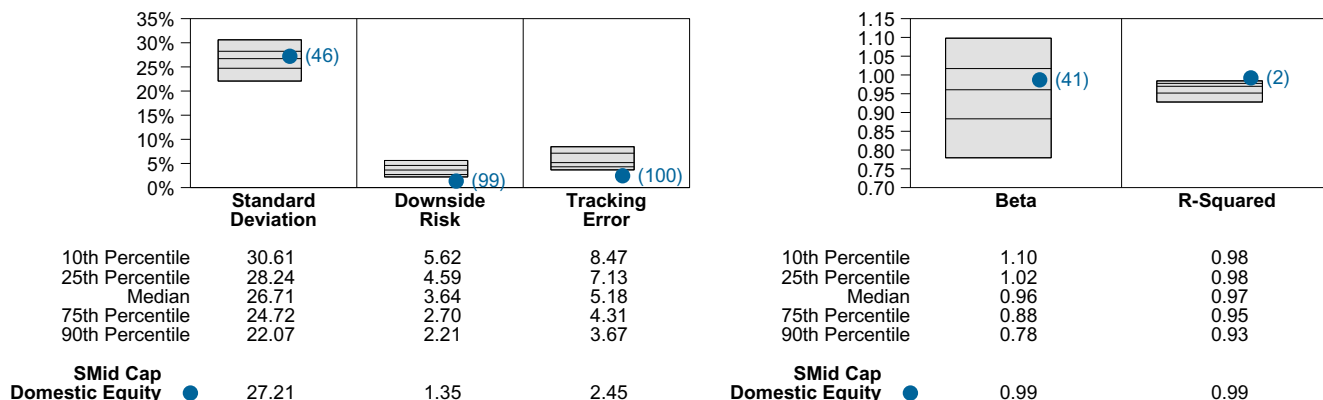 35%
30%
25%
20%
15%
10%
5%
0%
(46)
(99)
(100)
Standard Deviation
Downside Risk
Tracking Error
10th Percentile 30.61 5.62 8.47
25th Percentile 28.24 4.59 7.13
Median 26.71 3.64 5.18
75th Percentile 24.72 2.70 4.31
90th Percentile 22.07 2.21 3.67
SMid Cap
Domestic Equity 27.21 1.35 2.45
1.15
1.10
1.05
1.00
0.95
0.90
0.85
0.80
0.75
0.70
(41)
(2)
Beta
R-Squared
10th Percentile 1.10 0.98
25th Percentile 1.02 0.98
Median 0.96 0.97
75th Percentile 0.88 0.95
90th Percentile 0.78 0.93
SMid Cap
Domestic Equity 0.99 0.99